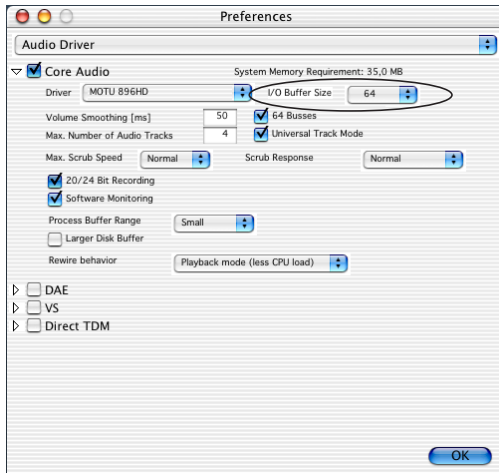 Preferences
Audio Driver
Core Audio System Memory Requirement: 35,0 MB
Driver MOTU 896HD I/O Buffer Size 64
Volume Smoothing [ms] 50 64 Busses
Max. Number of Audio Tracks 4 Universal Track Mode
Max. Scrub Speed Normal Scrub Response Normal
20/24 Bit Recording
Software Monitoring
Process Buffer Range Small
Larger Disk Buffer
Rewire behavior Playback mode (less CPU load)
DAE
VS
Direct TDM
OK